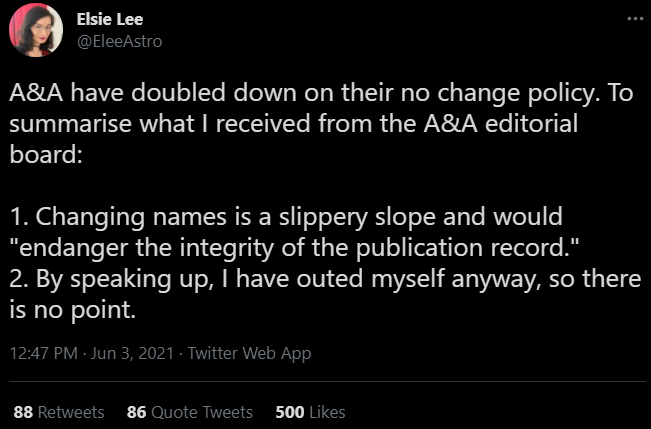 Elsie Lee
@EleeAstro
A&A have doubled down on their no change policy. To
summarise what I received from the A&A editorial
board:
1. Changing names is a slippery slope and would
"endanger the integrity of the publication record."
2. By speaking up, I have outed myself anyway, so there
is no point.
12:47 PM · Jun 3, 2021 · Twitter Web App
88 Retweets 86 Quote Tweets 500 Likes